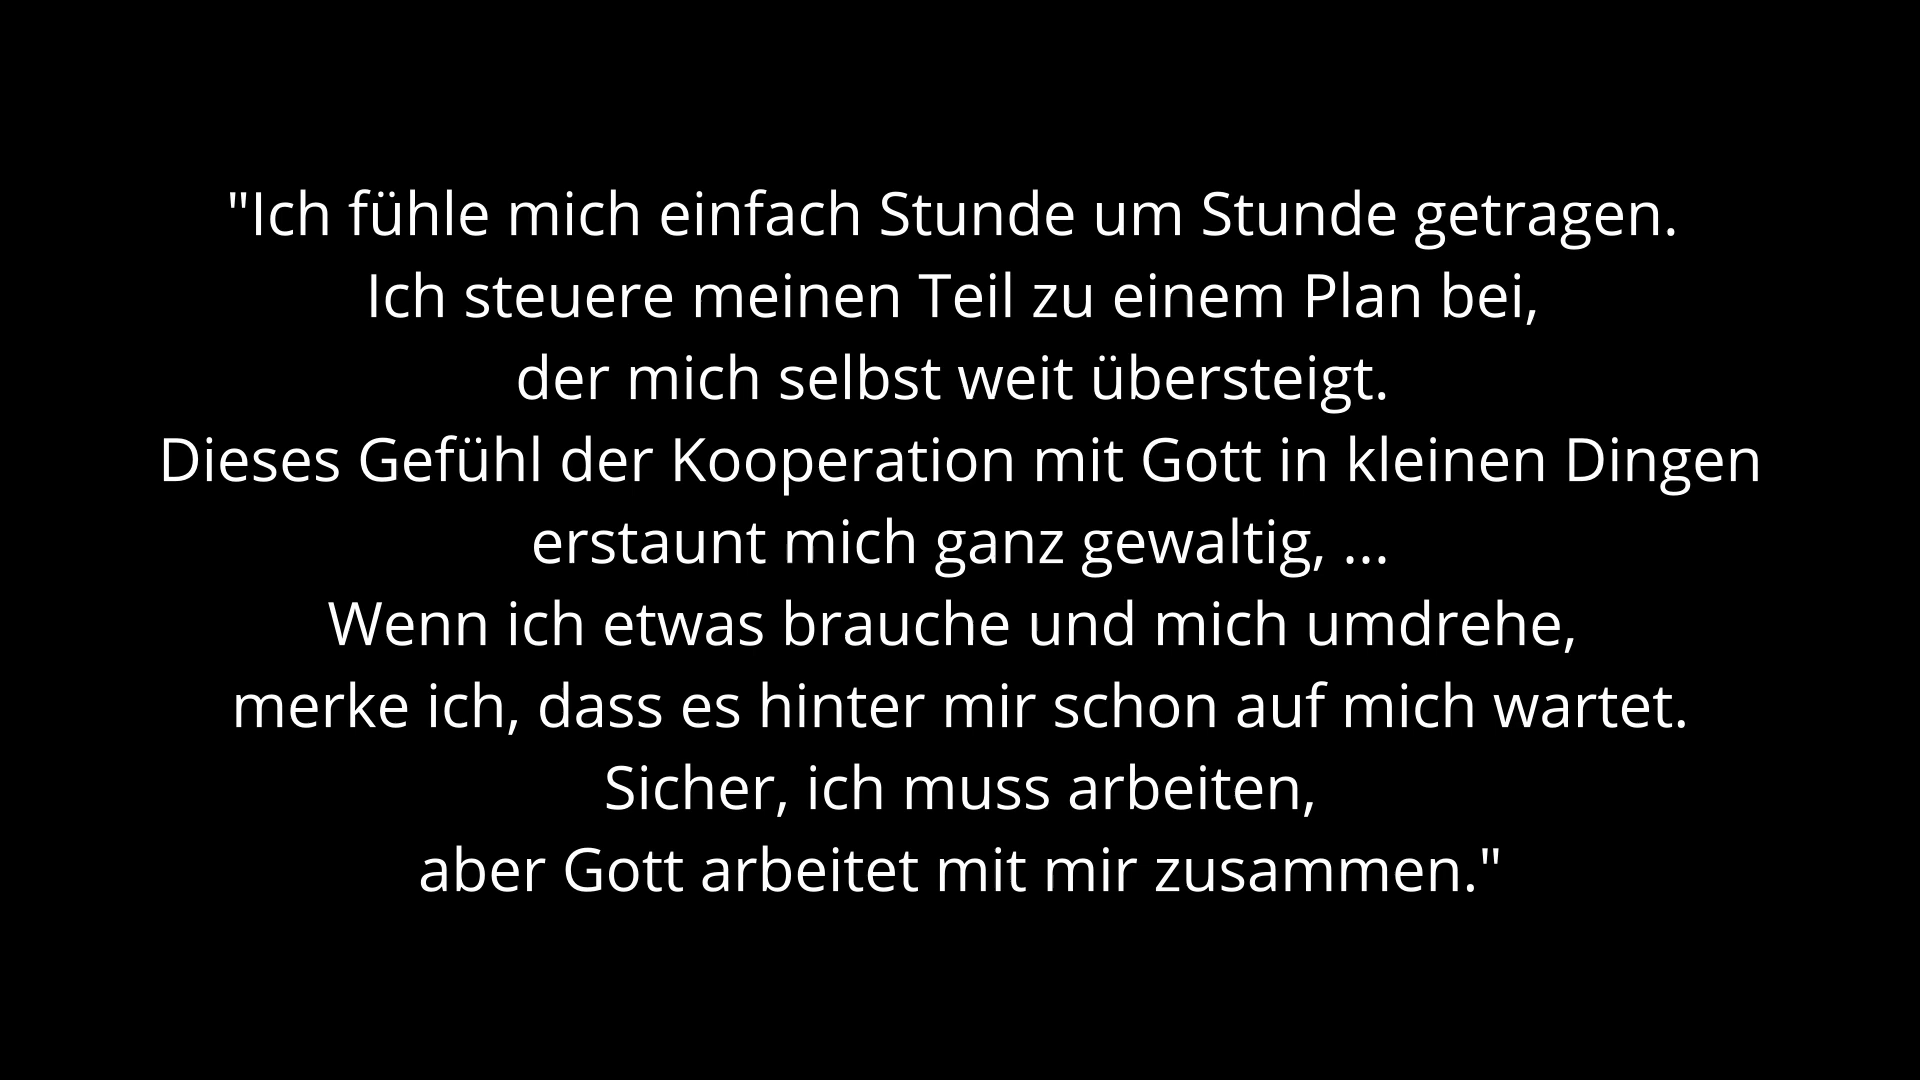 "Ich fühle mich einfach Stunde um Stunde getragen.
Ich steuere meinen Teil zu einem Plan bei,
der mich selbst weit übersteigt.
Dieses Gefühl der Kooperation mit Gott in kleinen Dingen
erstaunt mich ganz gewaltig, ...
Wenn ich etwas brauche und mich umdrehe,
merke ich, dass es hinter mir schon auf mich wartet.
Sicher, ich muss arbeiten,
aber Gott arbeitet mit mir zusammen."